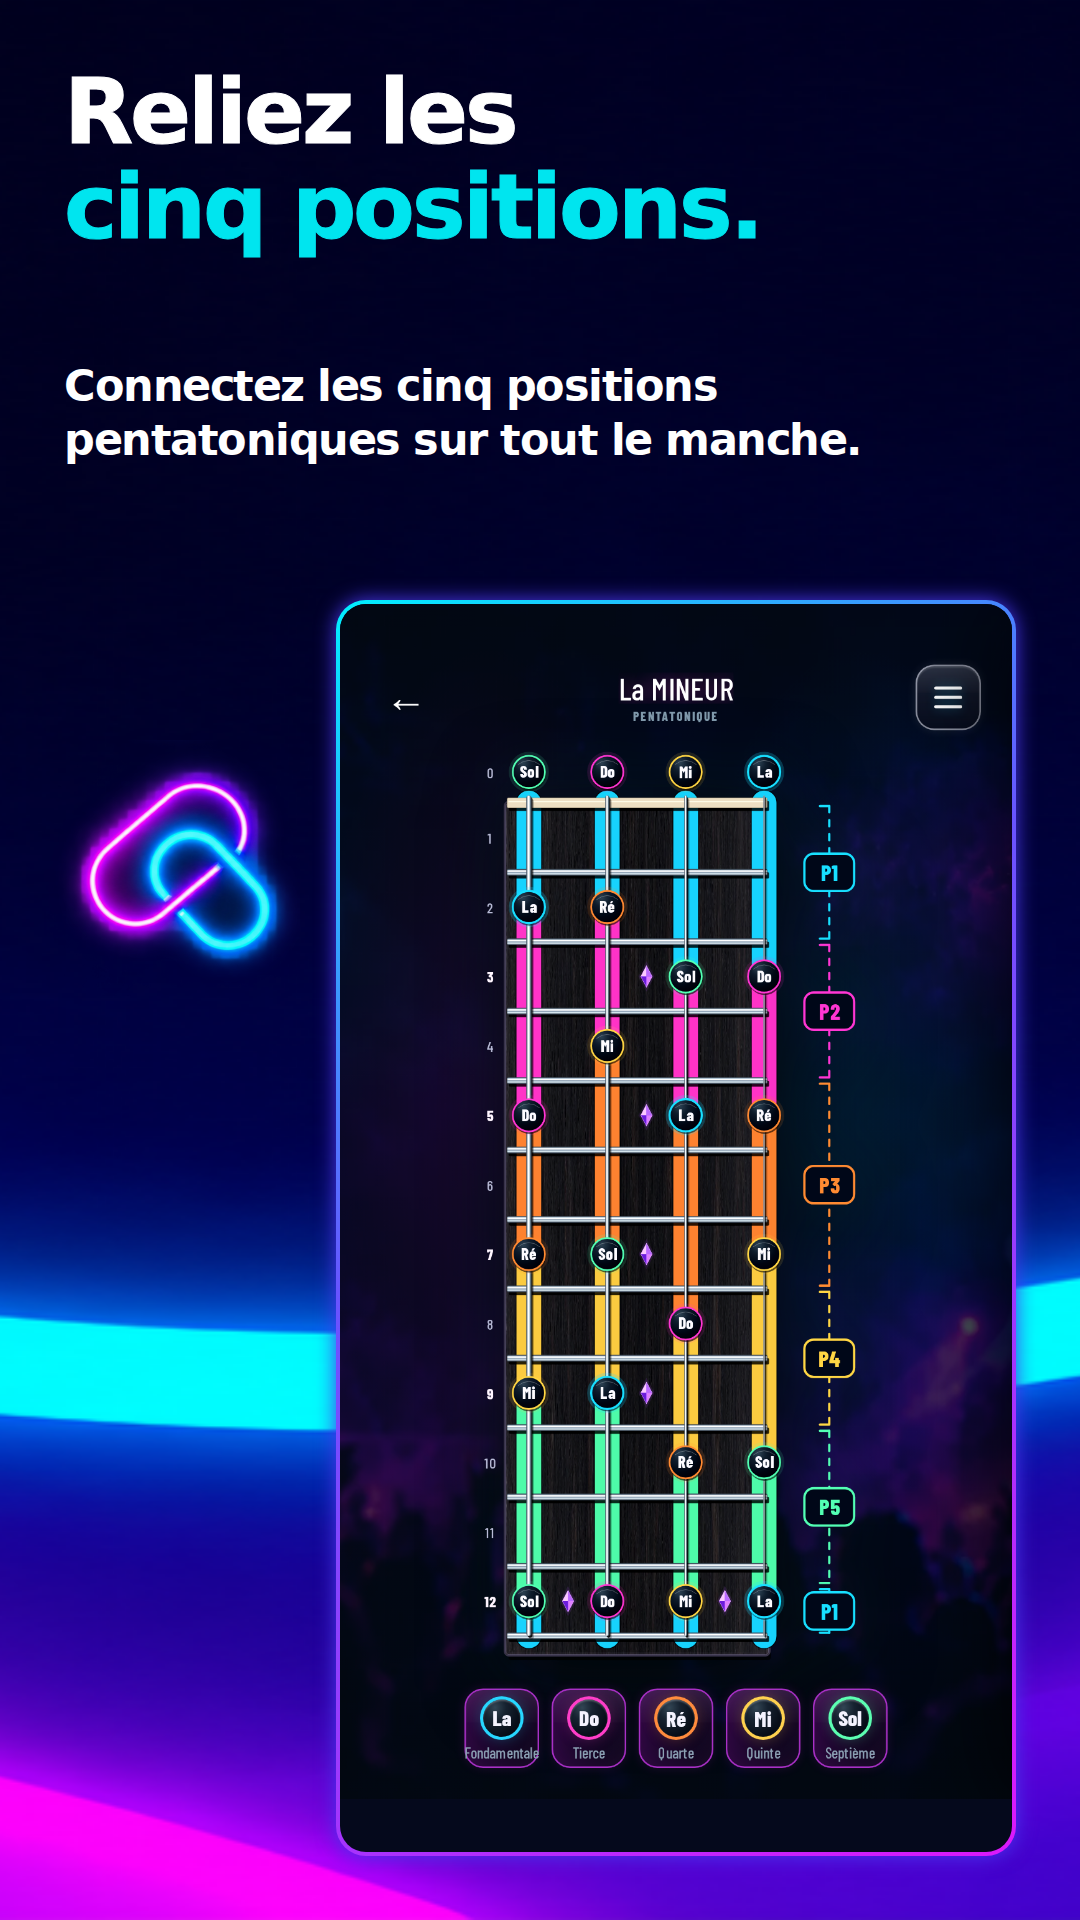 Reliez les
cinq positions.
Connectez les cinq positions
pentatoniques sur tout le manche.
←
La MINEUR
PENTATONIQUE
0 Sol Do Mi La
1
P1
2 La Ré
3 Sol Do
P2
4 Mi
5 Do La Ré
6
P3
7 Ré Sol Mi
8 Do
P4
9 Mi La
10 Ré Sol
P5
11
12 Sol Do Mi La
P1
La Do Ré Mi Sol
Fondamentale Tierce Quarte Quinte Septième